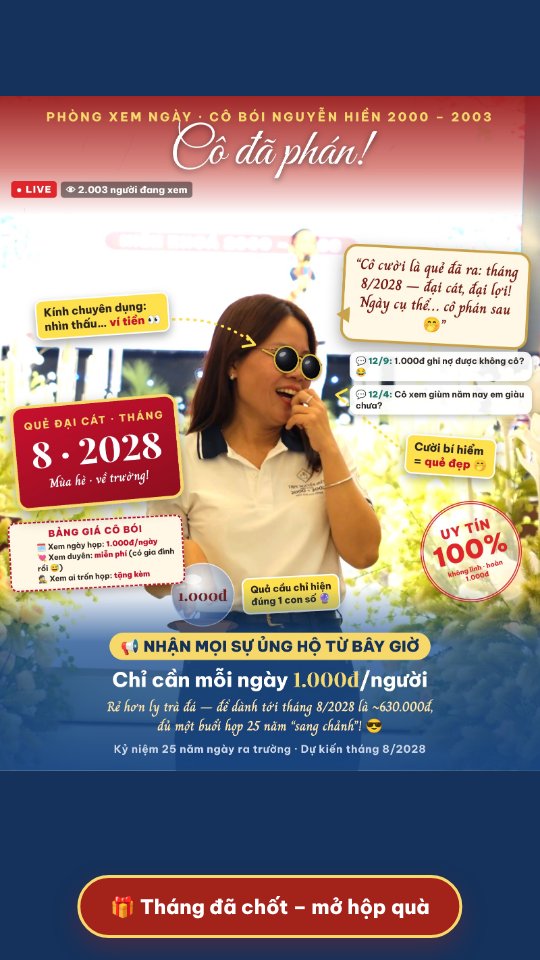 PHÒNG XEM NGÀY · CÔ BÓI NGUYỄN HIỀN 2000 – 2003
Cô đã phán!
● LIVE
👁 2.003 người đang xem
“Cô cười là quẻ đã ra: tháng
8/2028 — đại cát, đại lợi!
Ngày cụ thể... cô phán sau
🤭”
Kính chuyên dụng:
nhìn thấu... ví tiền 👀
💬 12/9: 1.000đ ghi nợ được không cô?
😂
💬 12/4: Cô xem giùm năm nay em giàu
chưa?
QUẺ ĐẠI CÁT · THÁNG
8 · 2028
Mùa hè · về trường!
Cười bí hiểm
= quẻ đẹp 🤭
BẢNG GIÁ CÔ BÓI
🗓️ Xem ngày họp: 1.000đ/ngày
💘 Xem duyên: miễn phí (có gia đình
rồi 😅)
🕵️ Xem ai trốn họp: tặng kèm
UY TÍN
100%
không linh · hoàn
1.000đ
1.000đ
Quả cầu chỉ hiện
đúng 1 con số 🔮
📢 NHẬN MỌI SỰ ỦNG HỘ TỪ BÂY GIỜ
Chỉ cần mỗi ngày 1.000đ/người
Rẻ hơn ly trà đá — để dành tới tháng 8/2028 là ~630.000đ,
đủ một buổi họp 25 năm “sang chảnh”! 😎
Kỷ niệm 25 năm ngày ra trường · Dự kiến tháng 8/2028
🎁 Tháng đã chốt – mở hộp quà